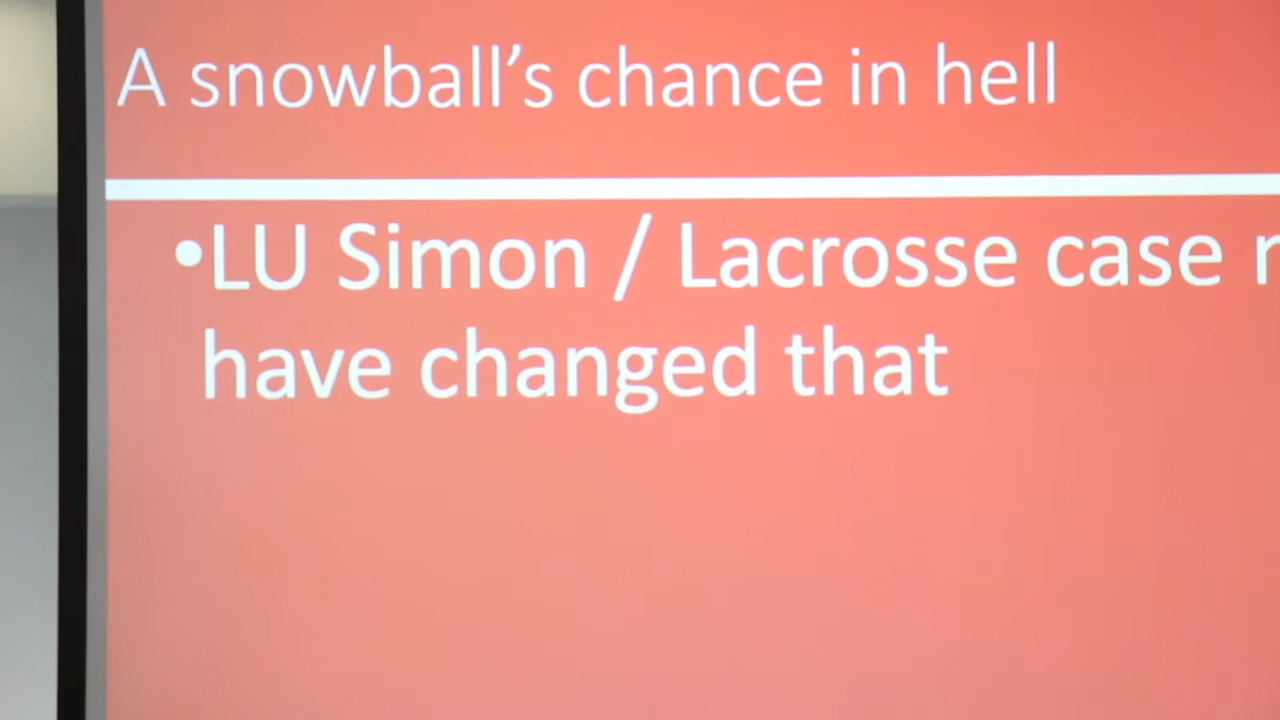 A snowball’s chance in hell
•LU Simon / Lacrosse case
have changed that